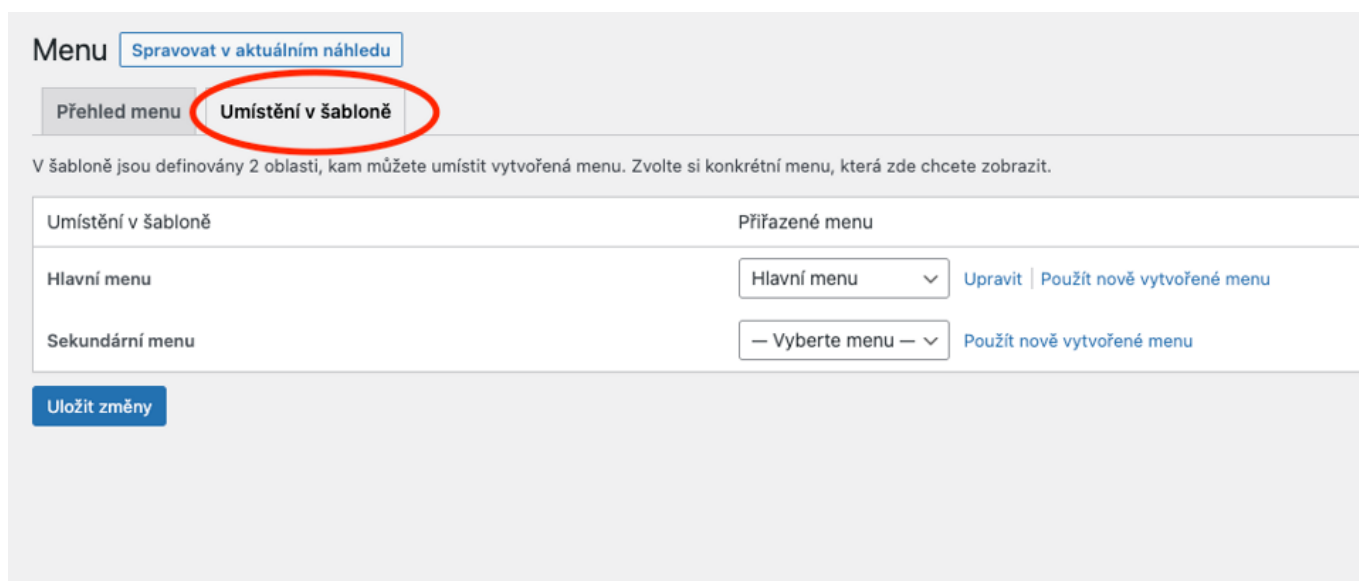 Menu Spravovat v aktuálním náhledu
Přehled menu Umístění v šabloně
V šabloně jsou definovány 2 oblasti, kam můžete umístit vytvořená menu. Zvolte si konkrétní menu, která zde chcete zobrazit.
Umístění v šabloně Přiřazené menu
Hlavní menu Hlavní menu Upravit | Použít nově vytvořené menu
Sekundární menu — Vyberte menu — Použít nově vytvořené menu
Uložit změny